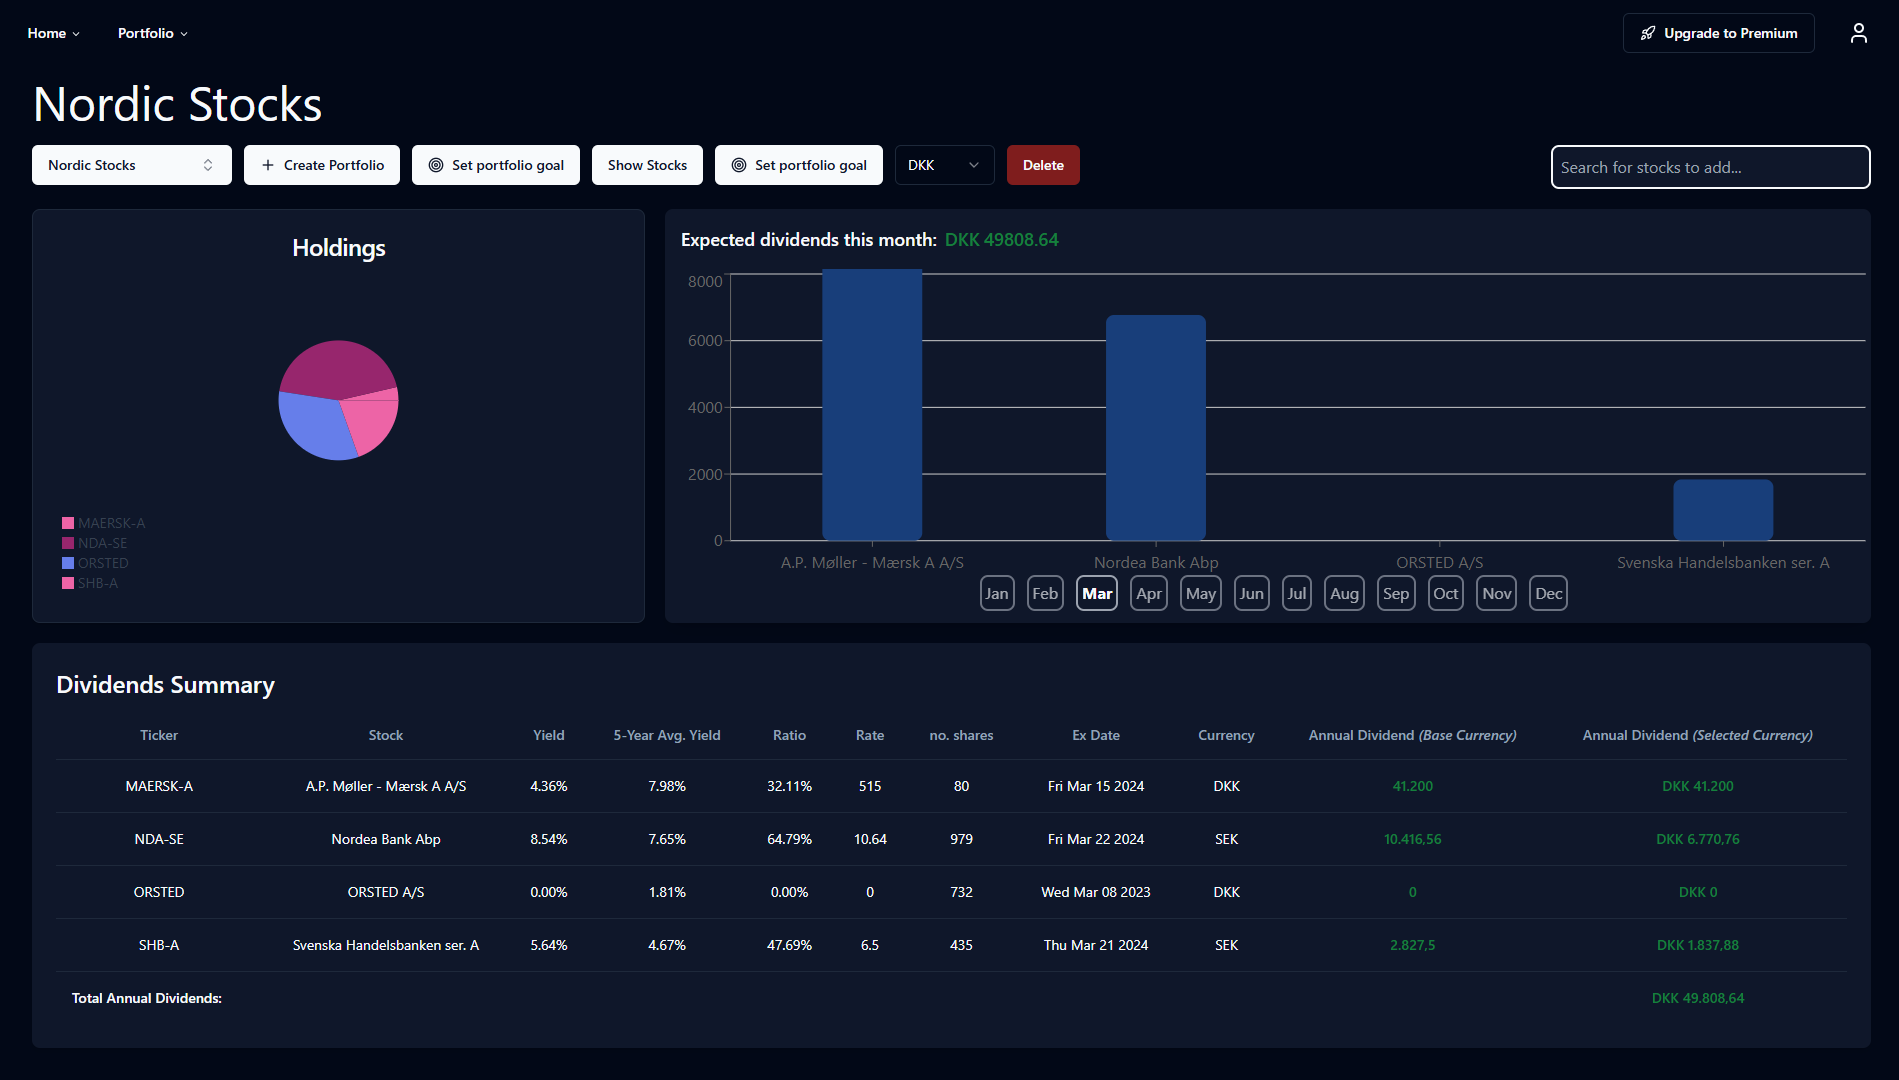 Home Portfolio Upgrade to Premium
Nordic Stocks
Nordic Stocks Create Portfolio Set portfolio goal Show Stocks Set portfolio goal DKK Delete Search for stocks to add...
Holdings
MAERSK-A
NDA-SE
ORSTED
SHB-A
Expected dividends this month: DKK 49808.64
8000
6000
4000
2000
0
A.P. Møller - Mærsk A A/S Nordea Bank Abp ORSTED A/S Svenska Handelsbanken ser. A
Jan Feb Mar Apr May Jun Jul Aug Sep Oct Nov Dec
Dividends Summary
Ticker Stock Yield 5-Year Avg. Yield Ratio Rate no. shares Ex Date Currency Annual Dividend (Base Currency) Annual Dividend (Selected Currency)
MAERSK-A A.P. Møller - Mærsk A A/S 4.36% 7.98% 32.11% 515 80 Fri Mar 15 2024 DKK 41.200 DKK 41.200
NDA-SE Nordea Bank Abp 8.54% 7.65% 64.79% 10.64 979 Fri Mar 22 2024 SEK 10.416,56 DKK 6.770,76
ORSTED ORSTED A/S 0.00% 1.81% 0.00% 0 732 Wed Mar 08 2023 DKK 0 DKK 0
SHB-A Svenska Handelsbanken ser. A 5.64% 4.67% 47.69% 6.5 435 Thu Mar 21 2024 SEK 2.827,5 DKK 1.837,88
Total Annual Dividends: DKK 49.808,64